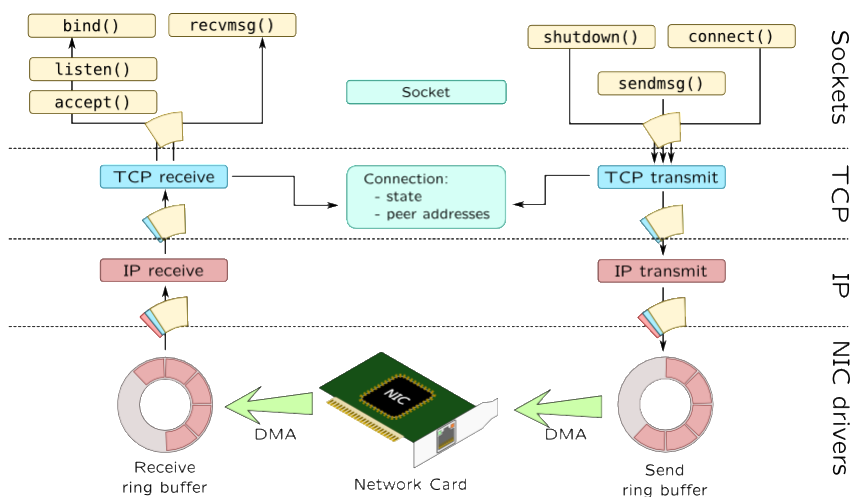 bind()
recvmsg()
listen()
accept()
Socket
shutdown()
connect()
sendmsg()
Sockets
TCP receive
Connection:
- state
- peer addresses
TCP transmit
TCP
IP receive
IP transmit
IP
NIC
DMA
DMA
Receive
ring buffer
Network Card
Send
ring buffer
NIC drivers